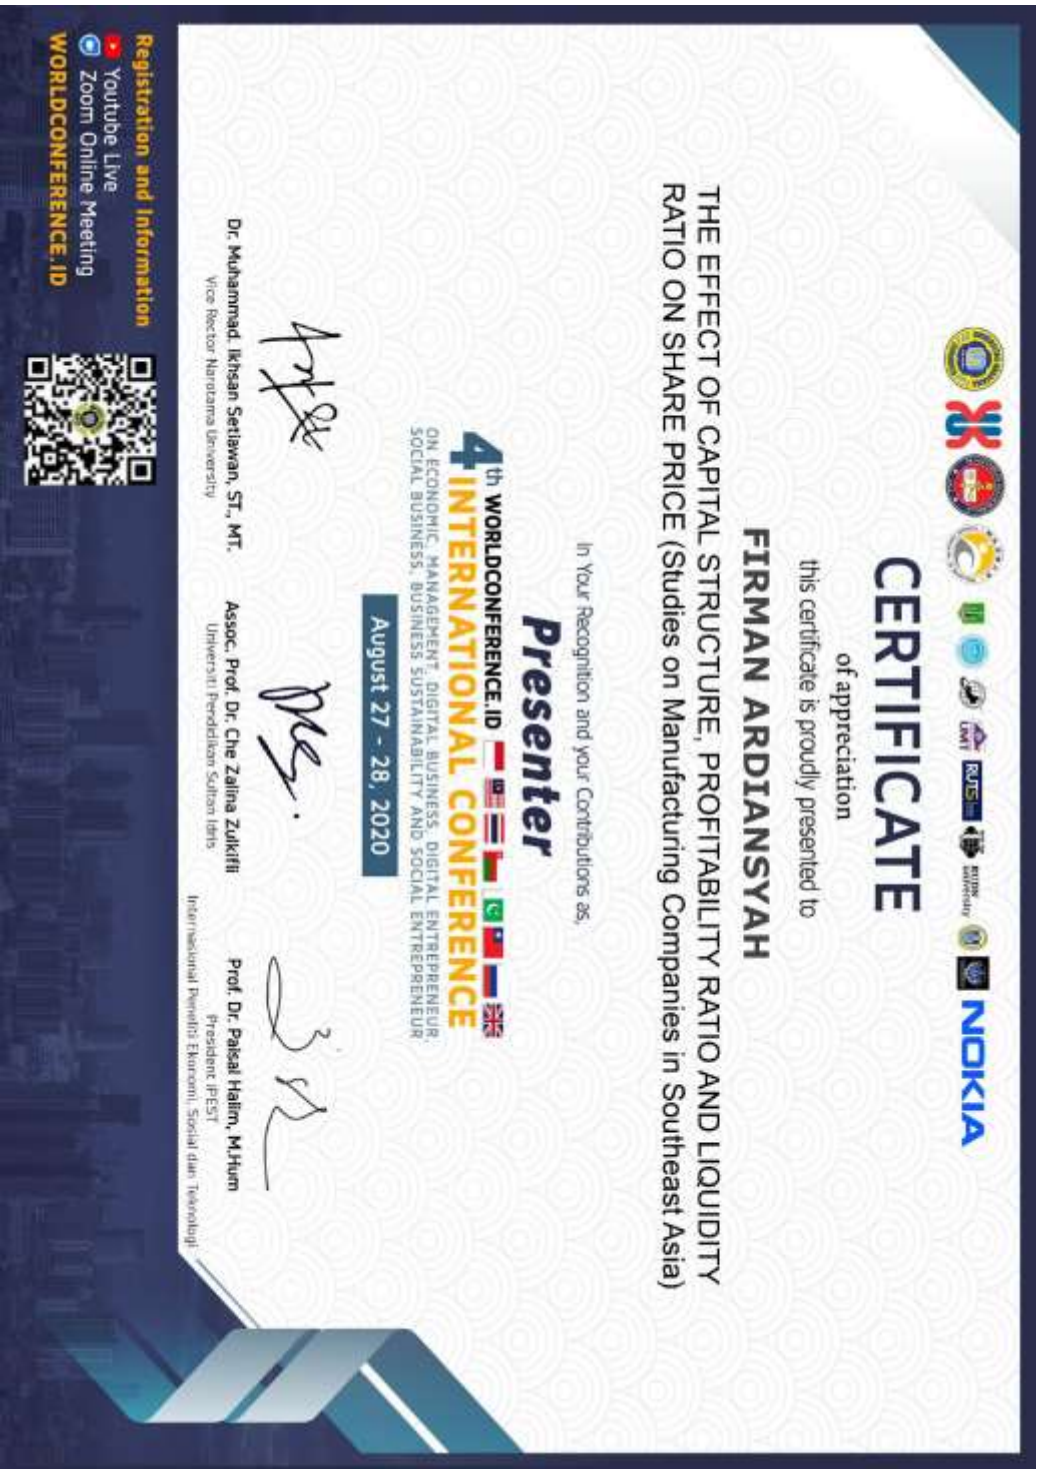 NOKIA
UMT
RUTS
RUDN
university
CERTIFICATE
of appreciation
this certificate is proudly presented to
FIRMAN ARDIANSYAH
THE EFFECT OF CAPITAL STRUCTURE, PROFITABILITY RATIO AND LIQUIDITY
RATIO ON SHARE PRICE (Studies on Manufacturing Companies in Southeast Asia)
In Your Recognition and your Contributions as,
Presenter
4th WORLDCONFERENCE.ID
INTERNATIONAL CONFERENCE
ON ECONOMIC, MANAGEMENT, DIGITAL BUSINESS, DIGITAL ENTREPRENEUR,
SOCIAL BUSINESS, BUSINESS SUSTAINABILITY AND SOCIAL ENTREPRENEUR
August 27 - 28, 2020
Dr. Muhammad. Ikhsan Setiawan, ST., MT.
Vice Rector Narotama University
Assoc. Prof. Dr. Che Zalina Zulkifli
Universiti Pendidikan Sultan Idris
Prof. Dr. Paisal Halim, M.Hum
President IPEST
Internasional Peneliti Ekonomi, Sosial dan Teknologi
Registration and Information
Youtube Live
Zoom Online Meeting
WORLDCONFERENCE.ID